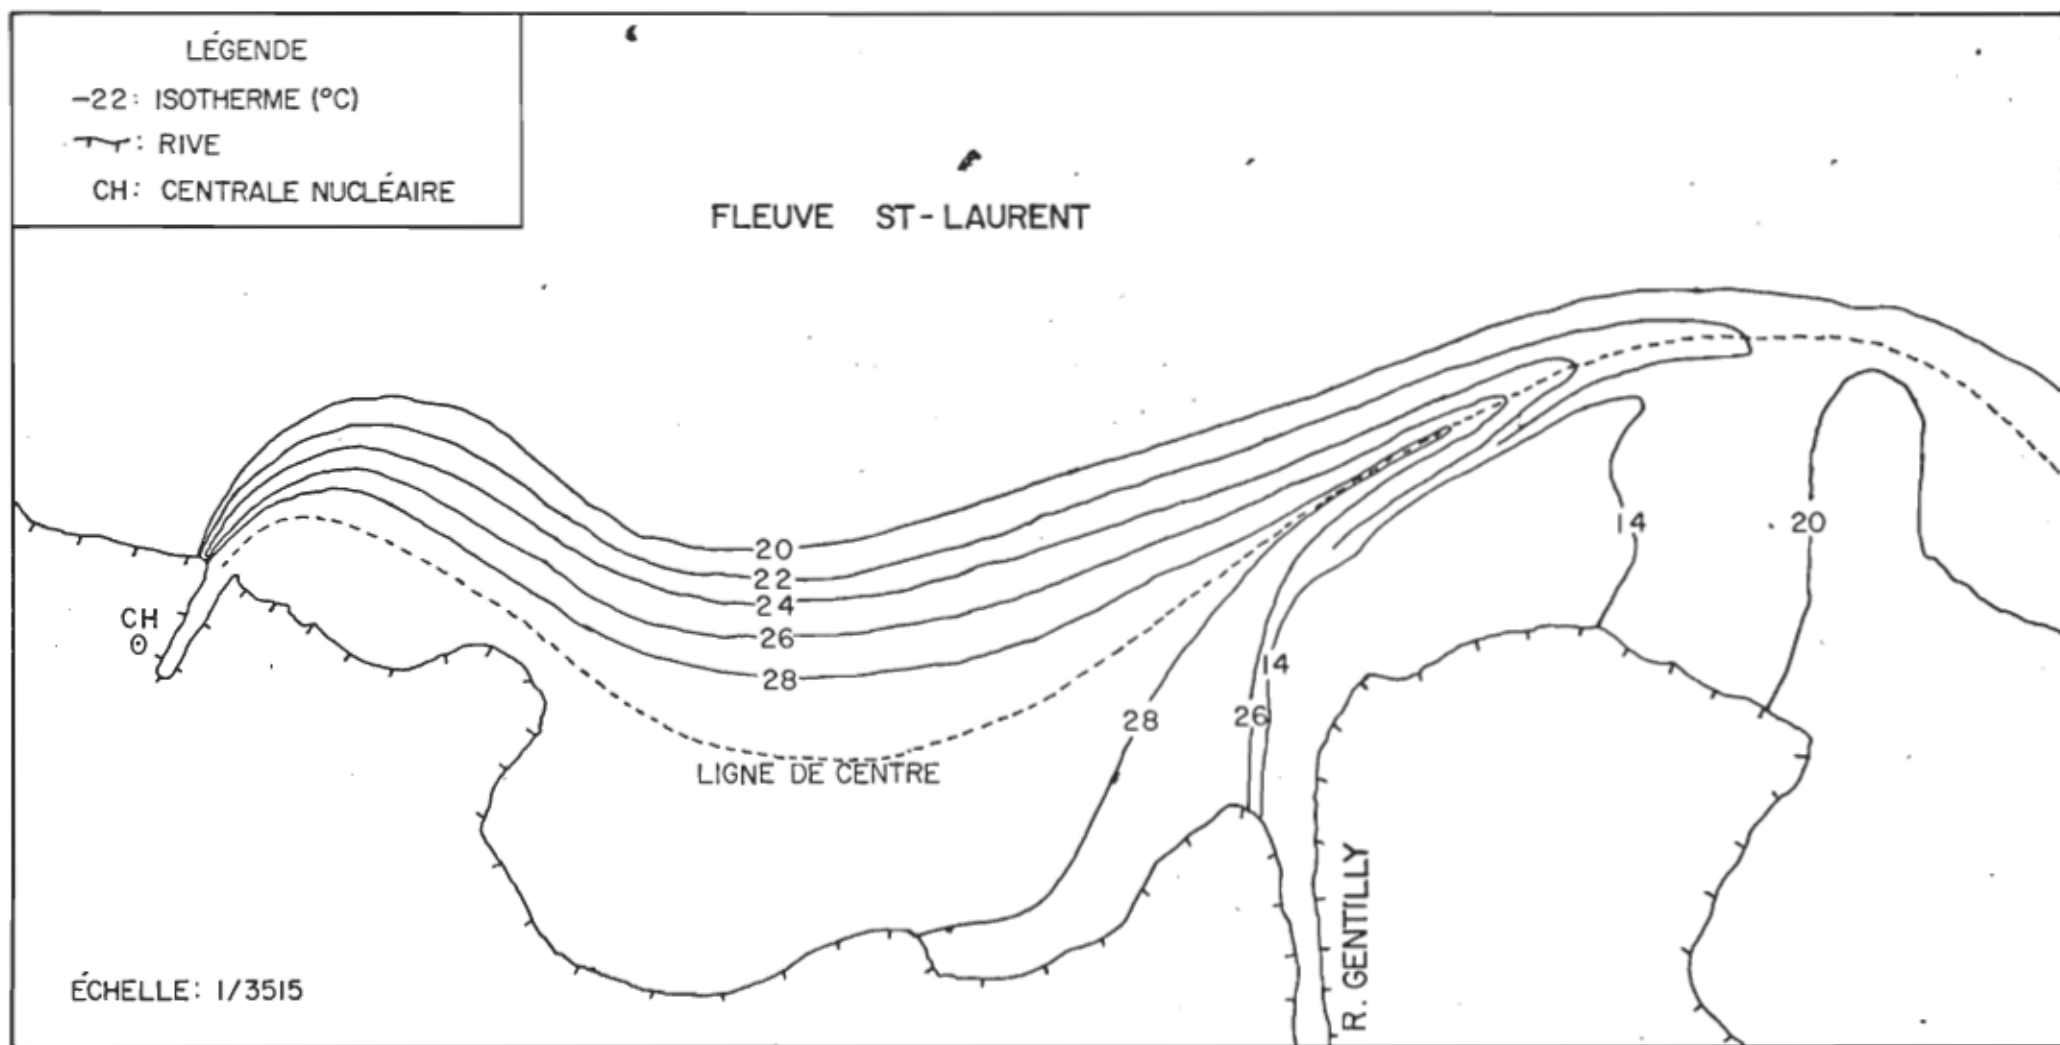 LÉGENDE
-22: ISOTHERME (°C)
: RIVE
CH: CENTRALE NUCLÉAIRE
FLEUVE ST-LAURENT
CH
20
22
24
26
28
LIGNE DE CENTRE
28
26
14
14
20
R. GENTILLY
ÉCHELLE: 1/3515